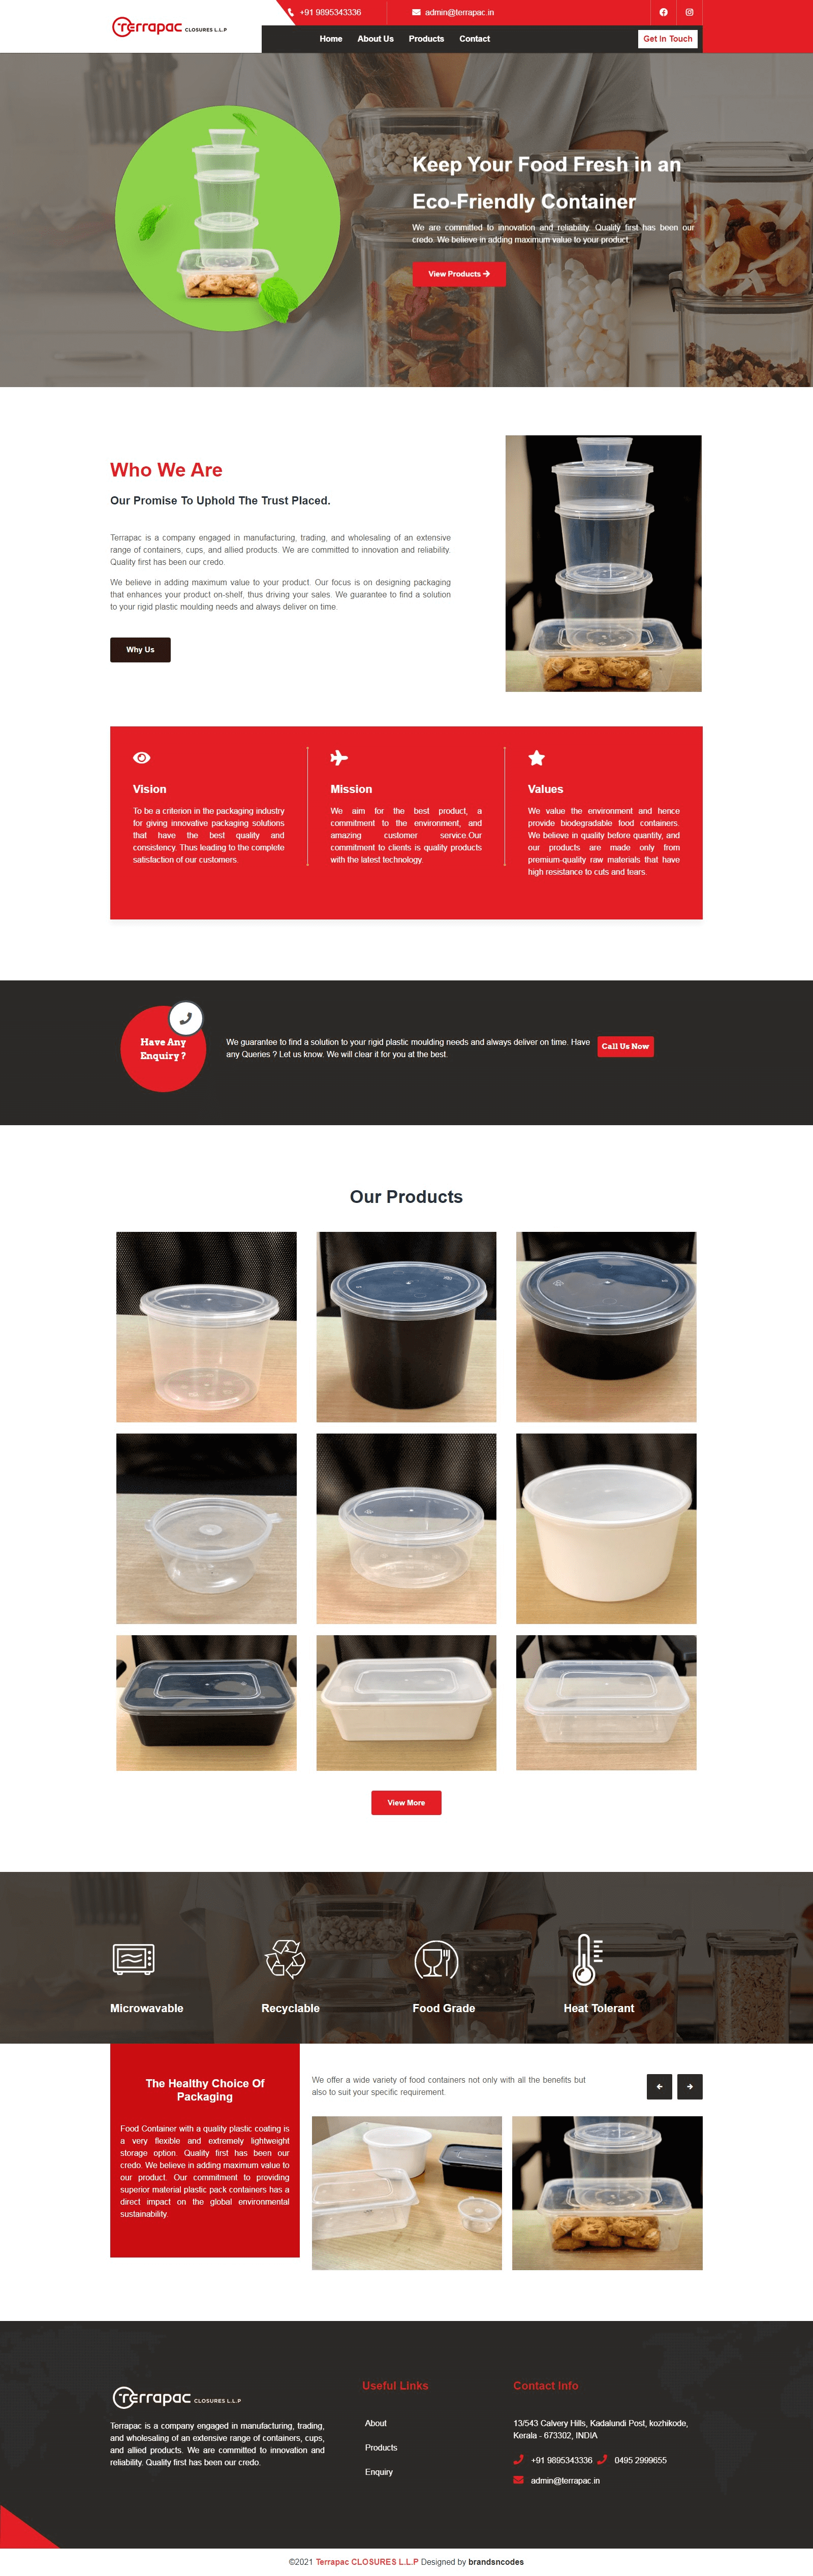 Terrapac CLOSURES L.L.P
+91 9895343336
admin@terrapac.in
Home About Us Products Contact
Get In Touch
Keep Your Food Fresh in an
Eco-Friendly Container
We are committed to innovation and reliability. Quality first has been our
credo. We believe in adding maximum value to your product.
View Products
Who We Are
Our Promise To Uphold The Trust Placed.
Terrapac is a company engaged in manufacturing, trading, and wholesaling of an extensive
range of containers, cups, and allied products. We are committed to innovation and reliability.
Quality first has been our credo.
We believe in adding maximum value to your product. Our focus is on designing packaging
that enhances your product on-shelf, thus driving your sales. We guarantee to find a solution
to your rigid plastic moulding needs and always deliver on time.
Why Us
Vision
To be a criterion in the packaging industry
for giving innovative packaging solutions
that have the best quality and
consistency. Thus leading to the complete
satisfaction of our customers.
Mission
We aim for the best product, a
commitment to the environment, and
amazing customer service.Our
commitment to clients is quality products
with the latest technology.
Values
We value the environment and hence
provide biodegradable food containers.
We believe in quality before quantity, and
our products are made only from
premium-quality raw materials that have
high resistance to cuts and tears.
Have Any
Enquiry ?
We guarantee to find a solution to your rigid plastic moulding needs and always deliver on time. Have
any Queries ? Let us know. We will clear it for you at the best.
Call Us Now
Our Products
View More
Microwavable
Recyclable
Food Grade
Heat Tolerant
The Healthy Choice Of
Packaging
Food Container with a quality plastic coating is
a very flexible and extremely lightweight
storage option. Quality first has been our
credo. We believe in adding maximum value to
our product. Our commitment to providing
superior material plastic pack containers has a
direct impact on the global environmental
sustainability.
We offer a wide variety of food containers not only with all the benefits but
also to suit your specific requirement.
Terrapac CLOSURES L.L.P
Terrapac is a company engaged in manufacturing, trading,
and wholesaling of an extensive range of containers, cups,
and allied products. We are committed to innovation and
reliability. Quality first has been our credo.
Useful Links
About
Products
Enquiry
Contact Info
13/543 Calvery Hills, Kadalundi Post, kozhikode,
Kerala - 673302, INDIA
+91 9895343336 0495 2999655
admin@terrapac.in
©2021 Terrapac CLOSURES L.L.P Designed by brandsncodes